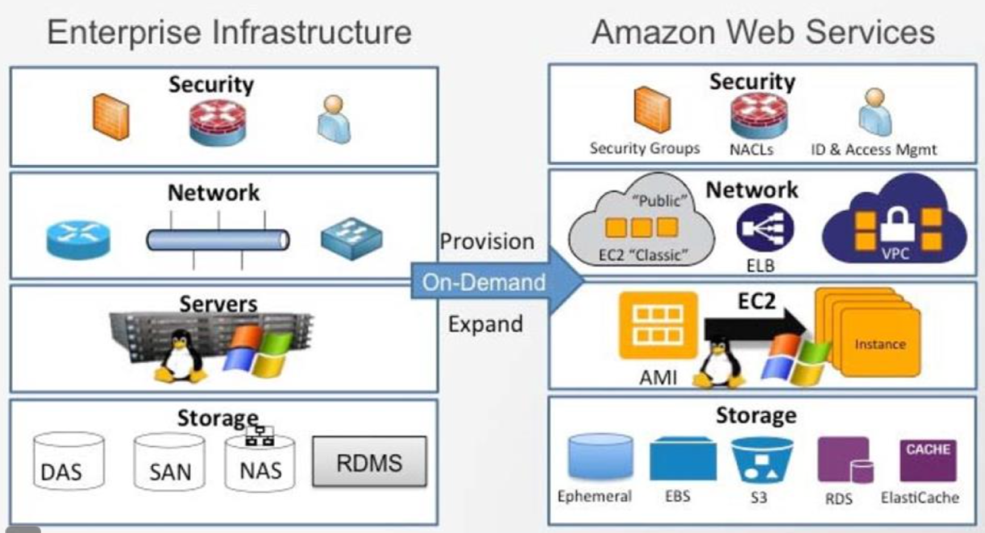 Enterprise Infrastructure
Security
Network
Servers
Storage
DAS
SAN
NAS
RDMS
Provision
On-Demand
Expand
Amazon Web Services
Security
Security Groups
NACLs
ID & Access Mgmt
Network
"Public"
EC2 "Classic"
ELB
VPC
EC2
AMI
Instance
Storage
Ephemeral
EBS
S3
RDS
CACHE
ElastiCache